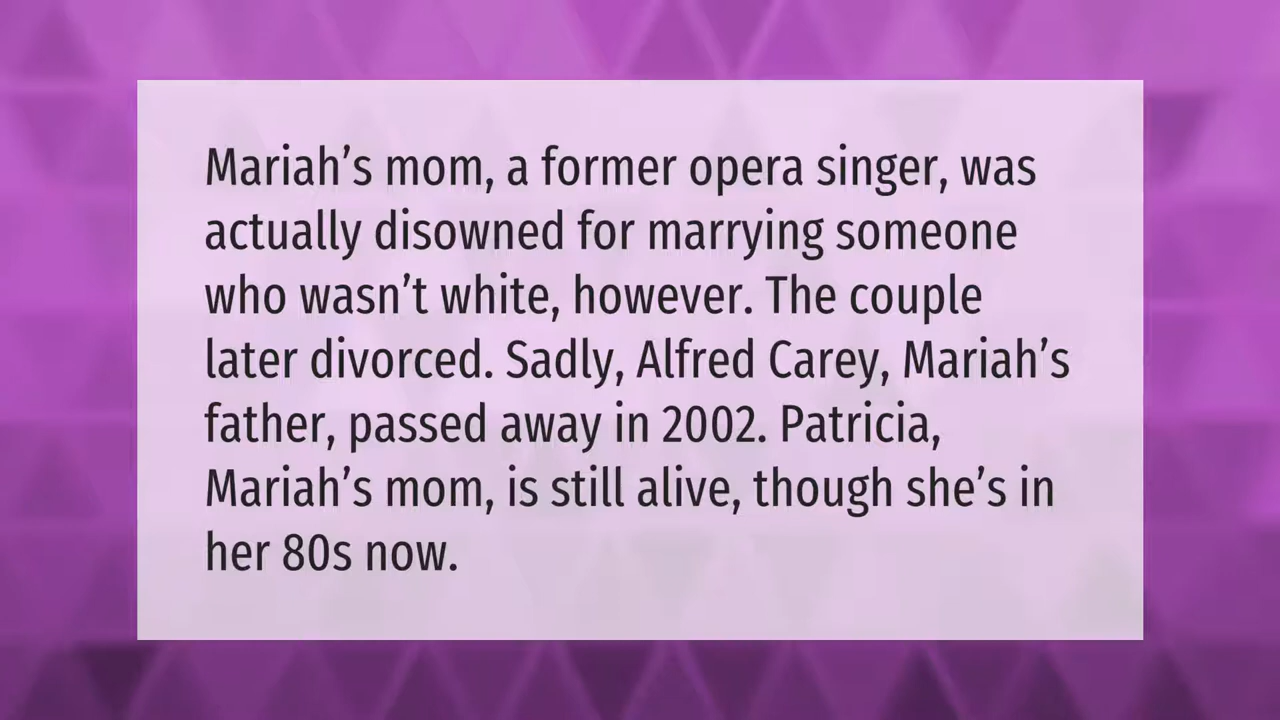 Mariah’s mom, a former opera singer, was
actually disowned for marrying someone
who wasn’t white, however. The couple
later divorced. Sadly, Alfred Carey, Mariah’s
father, passed away in 2002. Patricia,
Mariah’s mom, is still alive, though she’s in
her 80s now.